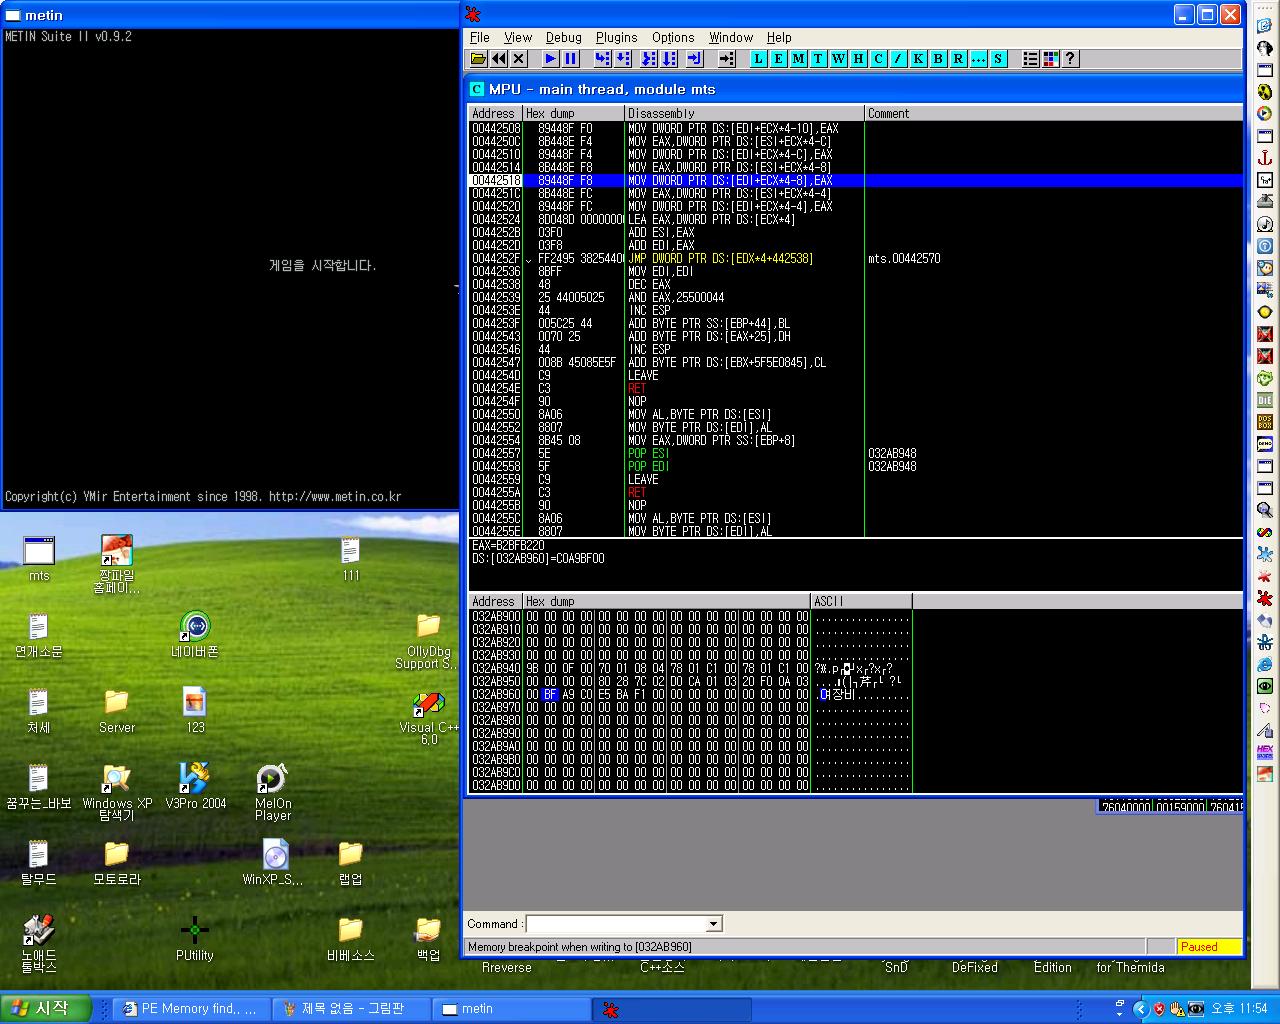 metin
METIN Suite II v0.9.2
게임을 시작합니다.
Copyright(c) YMir Entertainment since 1998. http://www.metin.co.kr
File View Debug Plugins Options Window Help
L E M T W H C / K B R ... S
?
C MPU - main thread, module mts
Address Hex dump Disassembly Comment
00442508 89448F F0 MOV DWORD PTR DS:[EDI+ECX*4-10],EAX
0044250C 8B448E F4 MOV EAX,DWORD PTR DS:[ESI+ECX*4-C]
00442510 89448F F4 MOV DWORD PTR DS:[EDI+ECX*4-C],EAX
00442514 8B448E F8 MOV EAX,DWORD PTR DS:[ESI+ECX*4-8]
00442518 89448F F8 MOV DWORD PTR DS:[EDI+ECX*4-8],EAX
0044251C 8B448E FC MOV EAX,DWORD PTR DS:[ESI+ECX*4-4]
00442520 89448F FC MOV DWORD PTR DS:[EDI+ECX*4-4],EAX
00442524 8D048D 0000000 LEA EAX,DWORD PTR DS:[ECX*4]
0044252B 03F0 ADD ESI,EAX
0044252D 03F8 ADD EDI,EAX
0044252F FF2495 3825440 JMP DWORD PTR DS:[EDX*4+442538] mts.00442570
00442536 8BFF MOV EDI,EDI
00442538 48 DEC EAX
00442539 25 44005025 AND EAX,25500044
0044253E 44 INC ESP
0044253F 005C25 44 ADD BYTE PTR SS:[EBP+44],BL
00442543 0070 25 ADD BYTE PTR DS:[EAX+25],DH
00442546 44 INC ESP
00442547 008B 45085E5F ADD BYTE PTR DS:[EBX+5F5E0845],CL
0044254D C9 LEAVE
0044254E C3 RET
0044254F 90 NOP
00442550 8A06 MOV AL,BYTE PTR DS:[ESI]
00442552 8807 MOV BYTE PTR DS:[EDI],AL
00442554 8B45 08 MOV EAX,DWORD PTR SS:[EBP+8]
00442557 5E POP ESI 032AB948
00442558 5F POP EDI 032AB948
00442559 C9 LEAVE
0044255A C3 RET
0044255B 90 NOP
0044255C 8A06 MOV AL,BYTE PTR DS:[ESI]
0044255E 8807 MOV BYTE PTR DS:[EDI],AL
EAX=B2BFB220
DS:[032AB960]=C0A9BF00
Address Hex dump ASCII
032AB900 00 00 00 00 00 00 00 00 00 00 00 00 00 00 00 00 ................
032AB910 00 00 00 00 00 00 00 00 00 00 00 00 00 00 00 00 ................
032AB920 00 00 00 00 00 00 00 00 00 00 00 00 00 00 00 00 ................
032AB930 00 00 00 00 00 00 00 00 00 00 00 00 00 00 00 00 ................
032AB940 9B 00 0F 00 70 01 08 04 78 01 C1 00 78 01 C1 00
032AB950 00 00 00 00 80 28 7C 02 00 CA 01 03 20 F0 0A 03
032AB960 00 BF A9 C0 E5 BA F1 00 00 00 00 00 00 00 00 00 .여장비.........
032AB970 00 00 00 00 00 00 00 00 00 00 00 00 00 00 00 00 ................
032AB980 00 00 00 00 00 00 00 00 00 00 00 00 00 00 00 00 ................
032AB990 00 00 00 00 00 00 00 00 00 00 00 00 00 00 00 00 ................
032AB9A0 00 00 00 00 00 00 00 00 00 00 00 00 00 00 00 00 ................
032AB9B0 00 00 00 00 00 00 00 00 00 00 00 00 00 00 00 00 ................
032AB9C0 00 00 00 00 00 00 00 00 00 00 00 00 00 00 00 00 ................
032AB9D0 00 00 00 00 00 00 00 00 00 00 00 00 00 00 00 00 ................
76040000 00159000 760415
Command :
Memory breakpoint when writing to [032AB960] Paused
mts
짱파일 홈페이...
111
연개소문
네이버폰
OllyDbg Support S...
처세
Server
123
Visual C++ 6.0
꿈꾸는_바보
Windows XP 탐색기
V3Pro 2004
MelOn Player
탈무드
모토로라
WinXP_S...
랩업
노애드 툴박스
PUtility
비베소스
백업
Rreverse
C++소스
SnD
DeFixed
Edition
for Themida
DiE
DOS BOX
DEMO
HEX
시작
PE Memory find,. ...
제목 없음 - 그림판
metin
오후 11:54